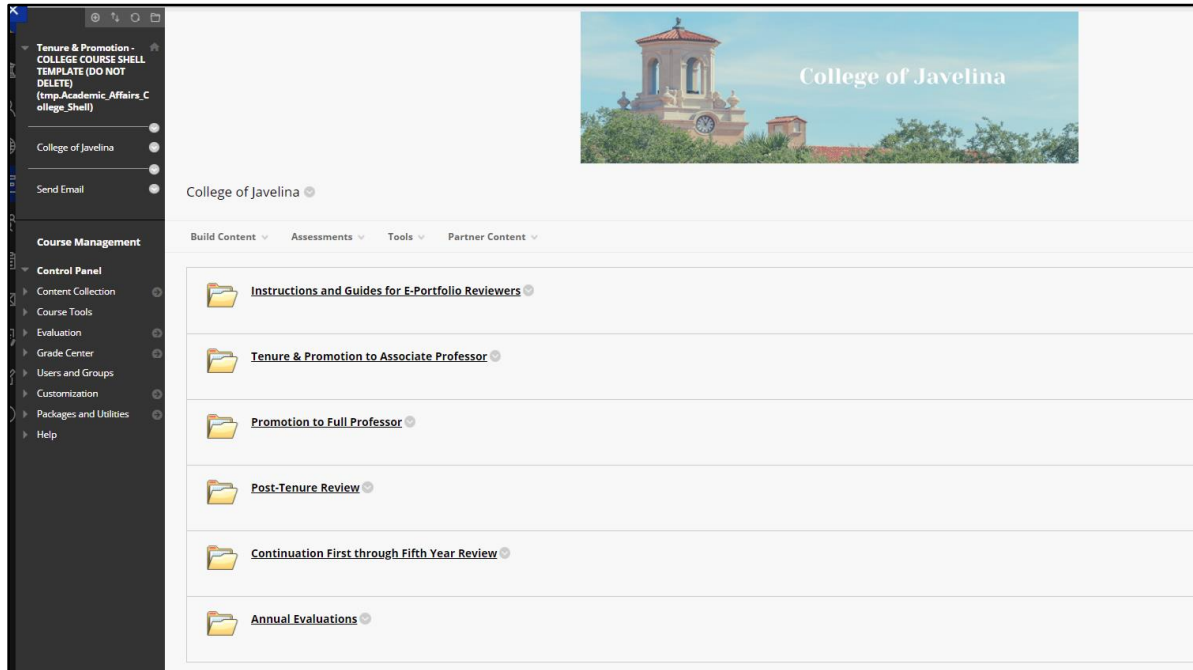 Tenure & Promotion -
COLLEGE COURSE SHELL
TEMPLATE (DO NOT
DELETE)
(tmp.Academic_Affairs_C
ollege_Shell)
College of Javelina
Send Email
Course Management
Control Panel
Content Collection
Course Tools
Evaluation
Grade Center
Users and Groups
Customization
Packages and Utilities
Help
College of Javelina
College of Javelina
Build Content Assessments Tools Partner Content
Instructions and Guides for E-Portfolio Reviewers
Tenure & Promotion to Associate Professor
Promotion to Full Professor
Post-Tenure Review
Continuation First through Fifth Year Review
Annual Evaluations